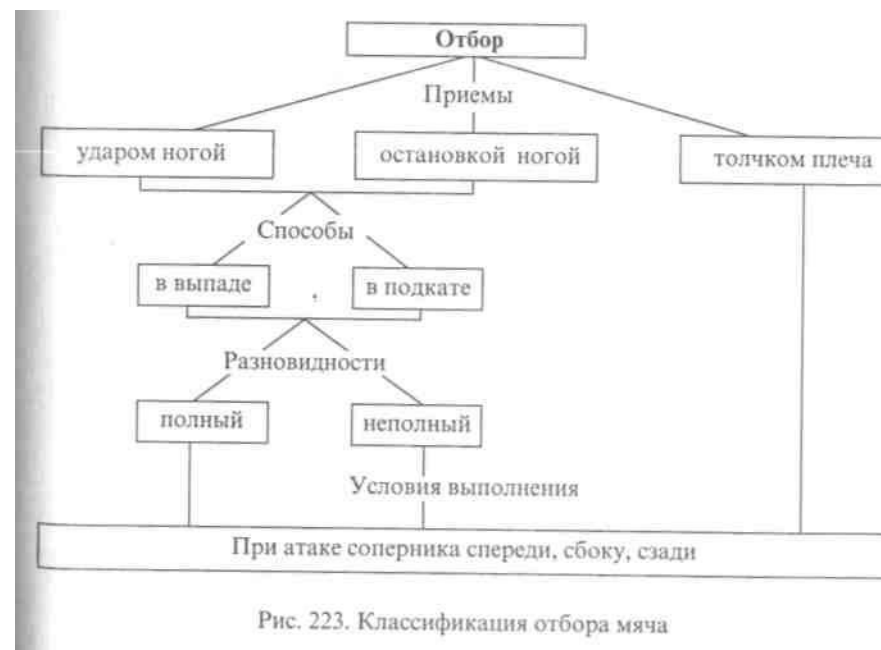 Отбор
Приемы
ударом ногой
остановкой ногой
толчком плеча
Способы
в выпаде
в подкате
Разновидности
полный
неполный
Условия выполнения
При атаке соперника спереди, сбоку, сзади
Рис. 223. Классификация отбора мяча